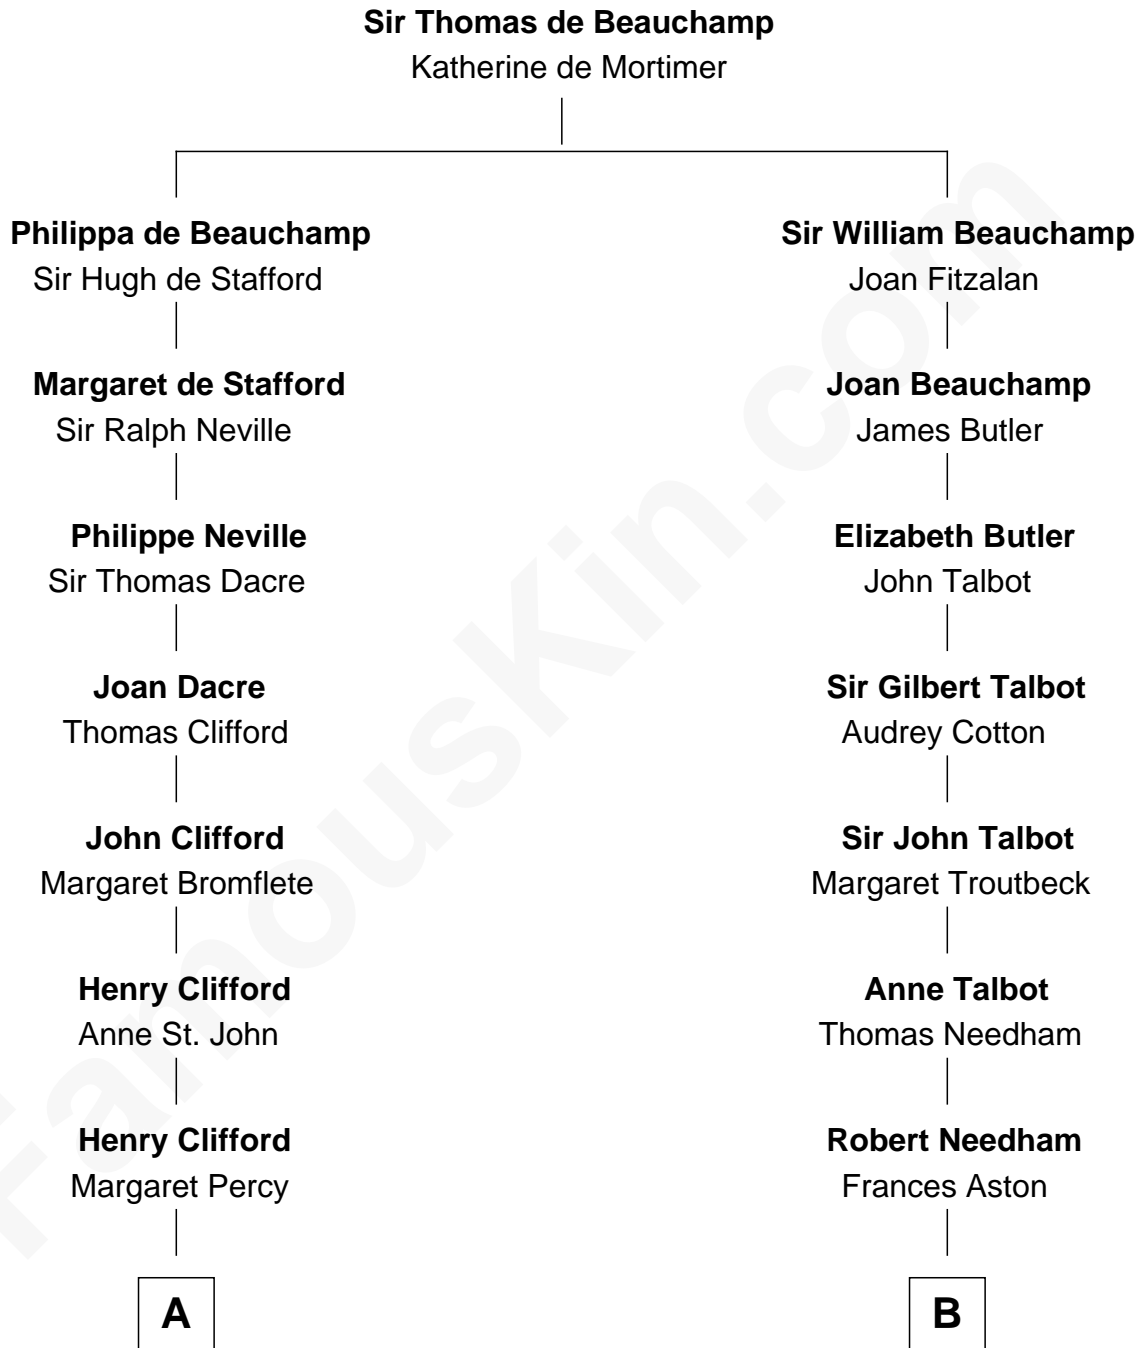 Sir Thomas de Beauchamp
Katherine de Mortimer
Philippa de Beauchamp
Sir Hugh de Stafford
Sir William Beauchamp
Joan Fitzalan
Margaret de Stafford
Sir Ralph Neville
Joan Beauchamp
James Butler
Philippe Neville
Sir Thomas Dacre
Elizabeth Butler
John Talbot
Joan Dacre
Thomas Clifford
Sir Gilbert Talbot
Audrey Cotton
John Clifford
Margaret Bromflete
Sir John Talbot
Margaret Troutbeck
Henry Clifford
Anne St. John
Anne Talbot
Thomas Needham
Henry Clifford
Margaret Percy
Robert Needham
Frances Aston
A
B
FamousKin.com